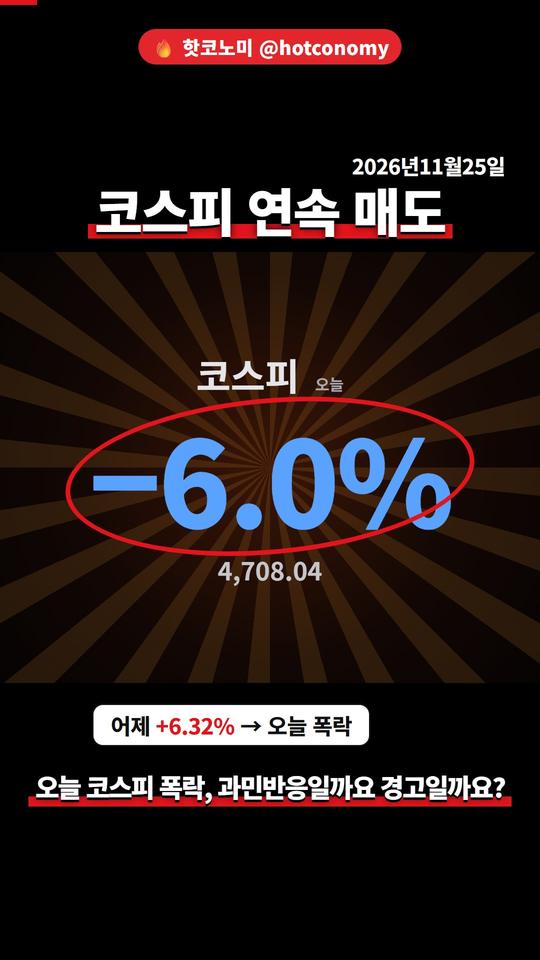 🔥 핫코노미 @hotconomy
2026년11월25일
코스피 연속 매도
코스피 오늘
−6.0%
4,708.04
어제 +6.32% → 오늘 폭락
오늘 코스피 폭락, 과민반응일까요 경고일까요?